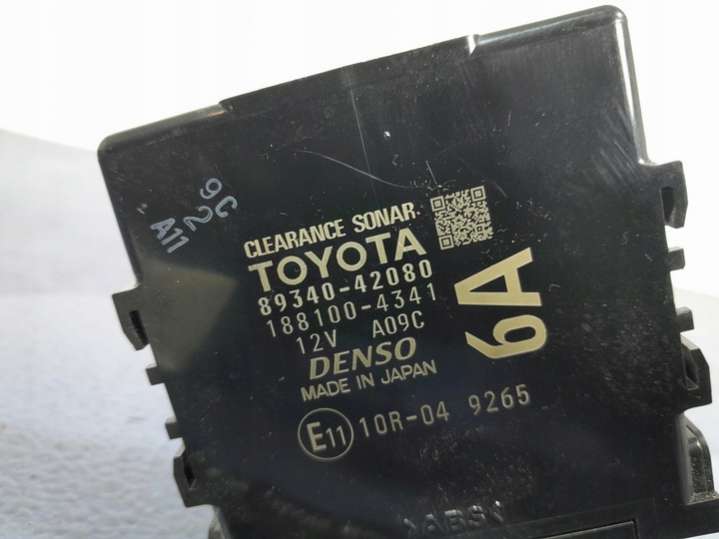 9C
2
A11
CLEARANCE SONAR
TOYOTA
89340-42080
188100-4341
12V A09C
DENSO
MADE IN JAPAN
6A
E11 10R-04 9265
>ABS<